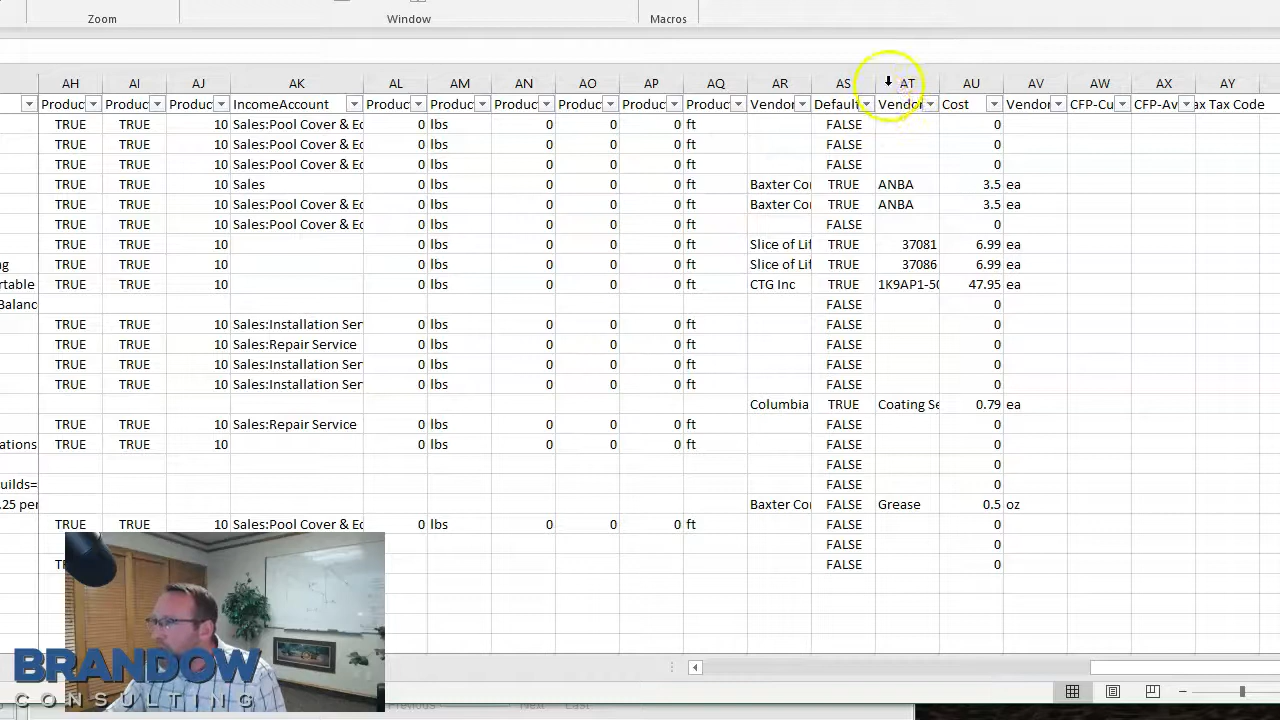 Zoom Window Macros
AH AI AJ AK AL AM AN AO AP AQ AR AS AT AU AV AW AX AY
Produc Produc Produc IncomeAccount Produc Produc Produc Produc Produc Produc Vendor Default Vendor Cost Vendor CFP-Cu CFP-Av ax Tax Code
TRUE TRUE 10 Sales:Pool Cover & Ec 0 lbs 0 0 0 ft FALSE 0
TRUE TRUE 10 Sales:Pool Cover & Ec 0 lbs 0 0 0 ft FALSE 0
TRUE TRUE 10 Sales:Pool Cover & Ec 0 lbs 0 0 0 ft FALSE 0
TRUE TRUE 10 Sales 0 lbs 0 0 0 ft Baxter Cor TRUE ANBA 3.5 ea
TRUE TRUE 10 Sales:Pool Cover & Ec 0 lbs 0 0 0 ft Baxter Cor TRUE ANBA 3.5 ea
TRUE TRUE 10 Sales:Pool Cover & Ec 0 lbs 0 0 0 ft FALSE 0
TRUE TRUE 10 0 lbs 0 0 0 ft Slice of Lif TRUE 37081 6.99 ea
ng TRUE TRUE 10 0 lbs 0 0 0 ft Slice of Lif TRUE 37086 6.99 ea
rtable TRUE TRUE 10 0 lbs 0 0 0 ft CTG Inc TRUE 1K9AP1-50 47.95 ea
Balanc FALSE 0
TRUE TRUE 10 Sales:Installation Ser 0 lbs 0 0 0 ft FALSE 0
TRUE TRUE 10 Sales:Repair Service 0 lbs 0 0 0 ft FALSE 0
TRUE TRUE 10 Sales:Installation Ser 0 lbs 0 0 0 ft FALSE 0
TRUE TRUE 10 Sales:Installation Ser 0 lbs 0 0 0 ft FALSE 0
Columbia TRUE Coating Se 0.79 ea
TRUE TRUE 10 Sales:Repair Service 0 lbs 0 0 0 ft FALSE 0
ations TRUE TRUE 10 0 lbs 0 0 0 ft FALSE 0
FALSE 0
uilds= FALSE 0
.25 per Baxter Cor FALSE Grease 0.5 oz
TRUE TRUE 10 Sales:Pool Cover & Ec 0 lbs 0 0 0 ft FALSE 0
FALSE 0
FALSE 0
BRANDOW
CONSULTING
Previous Next Last